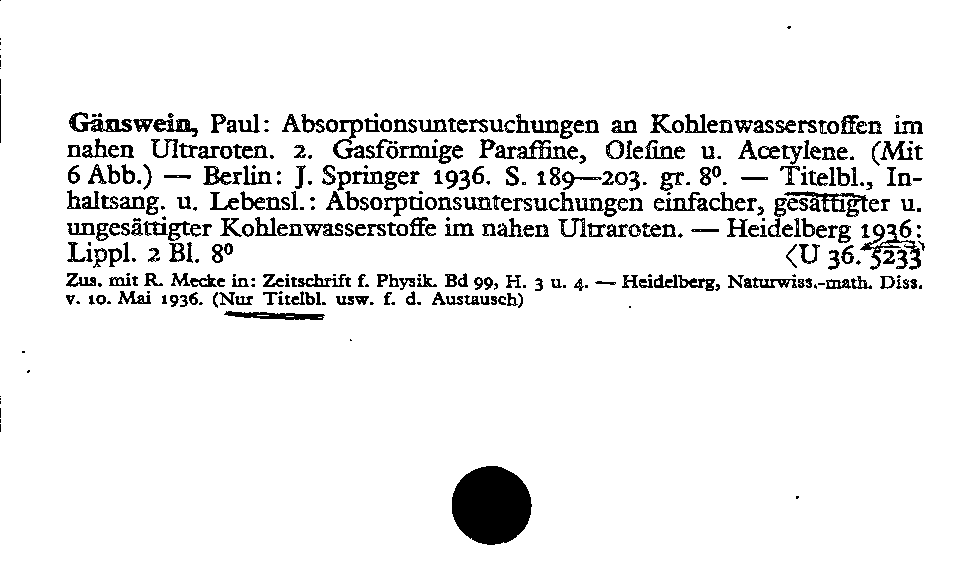 Gänswein, Paul: Absorptionsuntersuchungen an Kohlenwasserstoffen im
nahen Ultraroten. 2. Gasförmige Paraffine, Olefine u. Acetylene. (Mit
6 Abb.) — Berlin: J. Springer 1936. S. 189—203. gr. 8⁰. — Titelbl., In-
haltsang. u. Lebensl.: Absorptionsuntersuchungen einfacher, gesättigter u.
ungesättigter Kohlenwasserstoffe im nahen Ultraroten. — Heidelberg 1936:
Lippl. 2 Bl. 8⁰ ⟨U 36. 5233⟩
Zus. mit R. Mecke in: Zeitschrift f. Physik. Bd 99, H. 3 u. 4. — Heidelberg, Naturwiss.-math. Diss.
v. 10. Mai 1936. (Nur Titelbl. usw. f. d. Austausch)